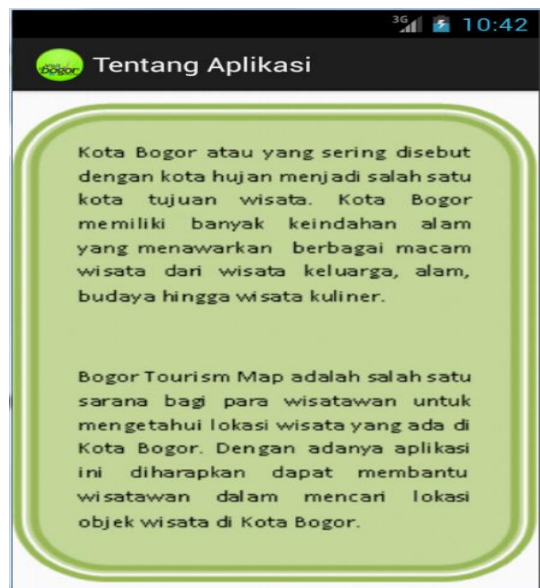 3G 10:42
visit bogor Tentang Aplikasi
Kota Bogor atau yang sering disebut
dengan kota hujan menjadi salah satu
kota tujuan wisata. Kota Bogor
memiliki banyak keindahan alam
yang menawarkan berbagai macam
wisata dari wisata keluarga, alam,
budaya hingga wisata kuliner.
Bogor Tourism Map adalah salah satu
sarana bagi para wisatawan untuk
mengetahui lokasi wisata yang ada di
Kota Bogor. Dengan adanya aplikasi
ini diharapkan dapat membantu
wisatawan dalam mencari lokasi
objek wisata di Kota Bogor.